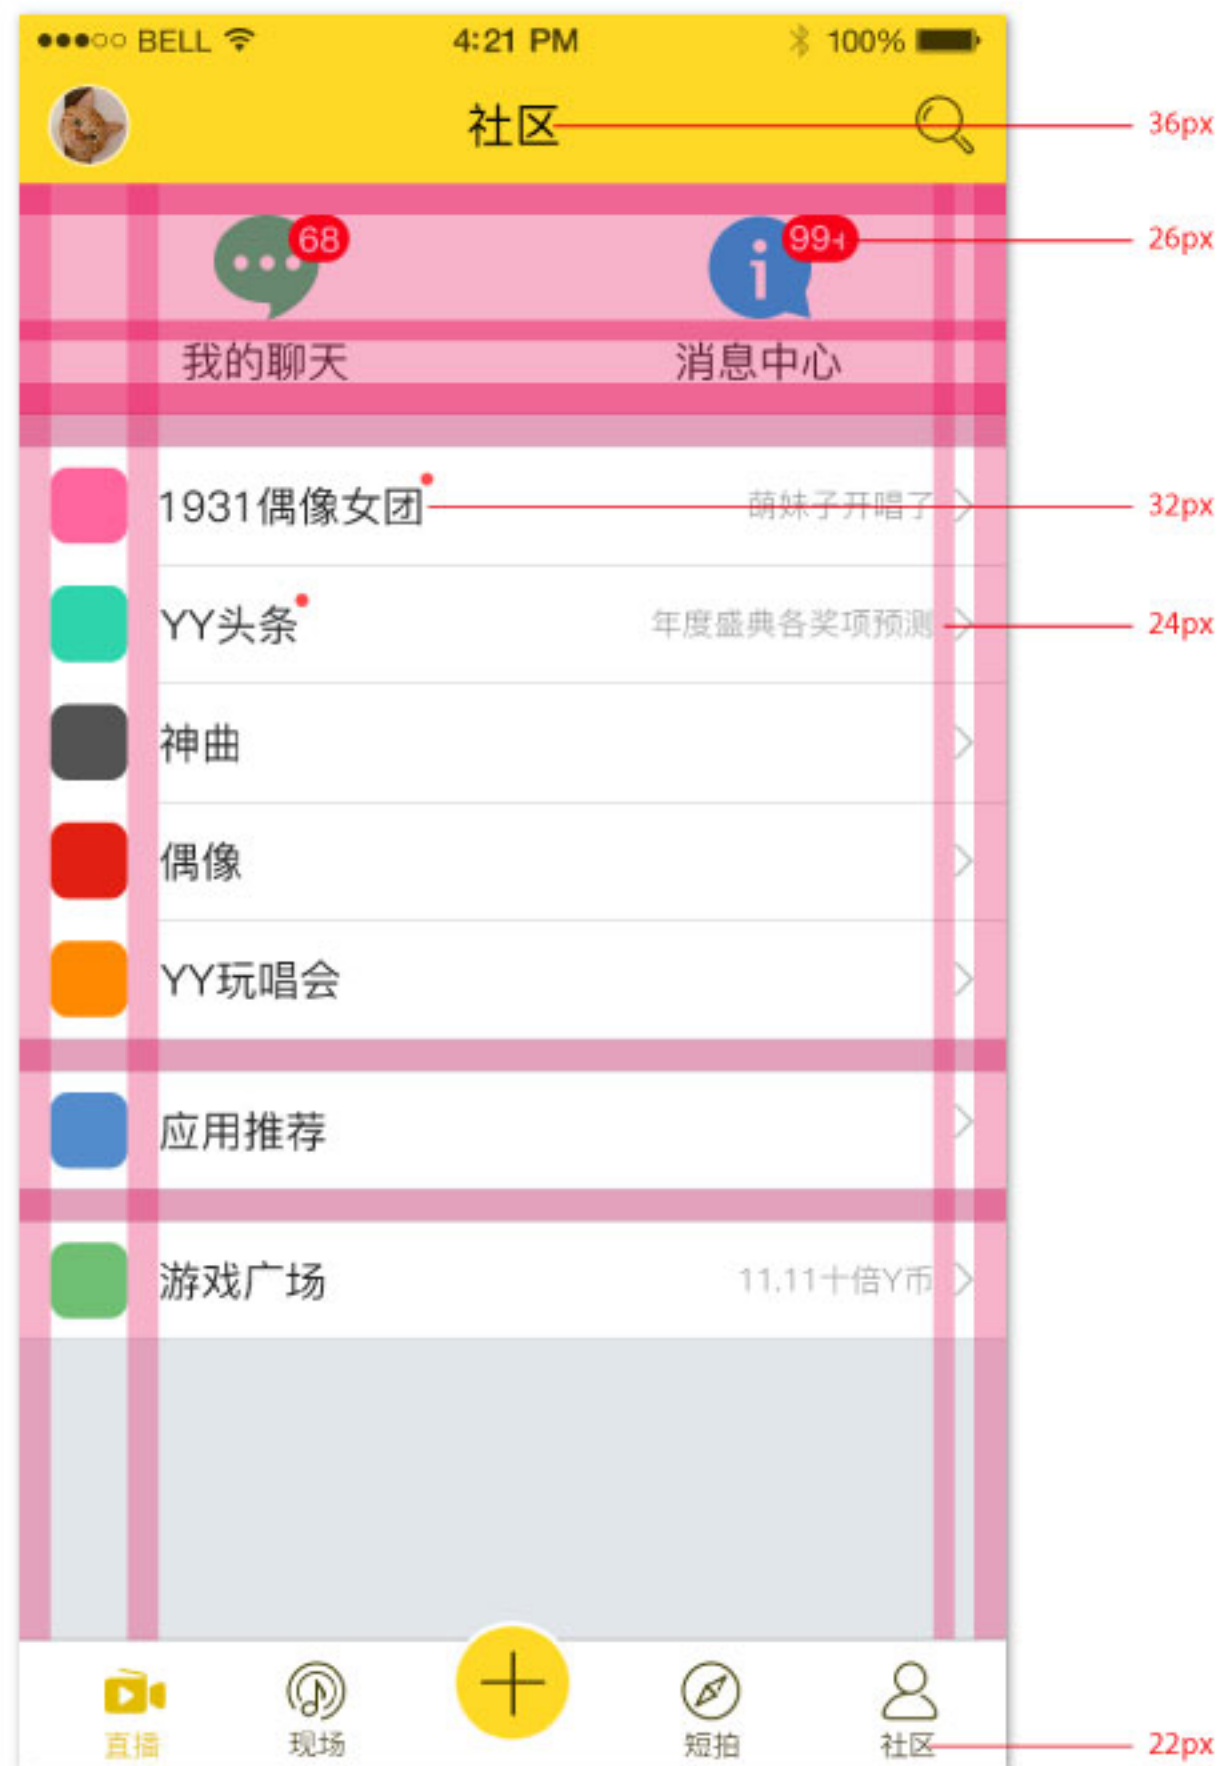 BELL 4:21 PM 100%
社区 36px
68 99+ 26px
我的聊天 消息中心
1931偶像女团 萌妹子开唱了 32px
YY头条 年度盛典各奖项预测 24px
神曲
偶像
YY玩唱会
应用推荐
游戏广场 11.11十倍Y币
直播 现场 短拍 社区 22px